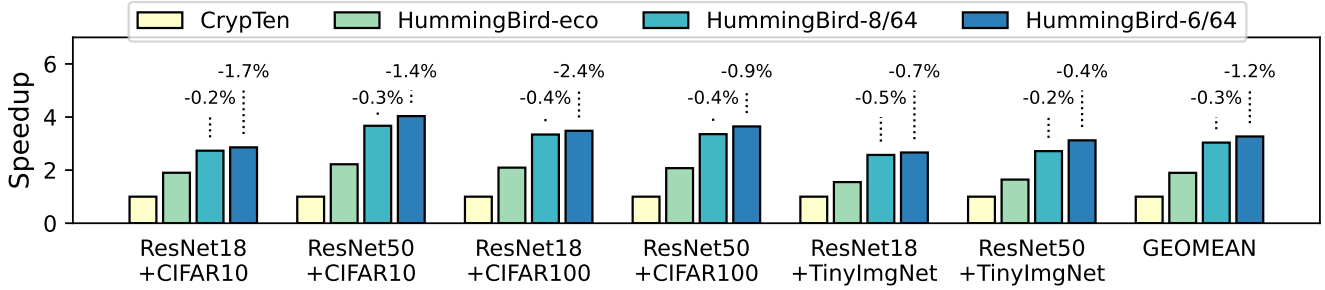 CrypTen HummingBird-eco HummingBird-8/64 HummingBird-6/64
Speedup
6
4
2
0
-1.7%
-0.2%
-1.4%
-0.3%
-2.4%
-0.4%
-0.9%
-0.4%
-0.7%
-0.5%
-0.4%
-0.2%
-1.2%
-0.3%
ResNet18
+CIFAR10
ResNet50
+CIFAR10
ResNet18
+CIFAR100
ResNet50
+CIFAR100
ResNet18
+TinyImgNet
ResNet50
+TinyImgNet
GEOMEAN